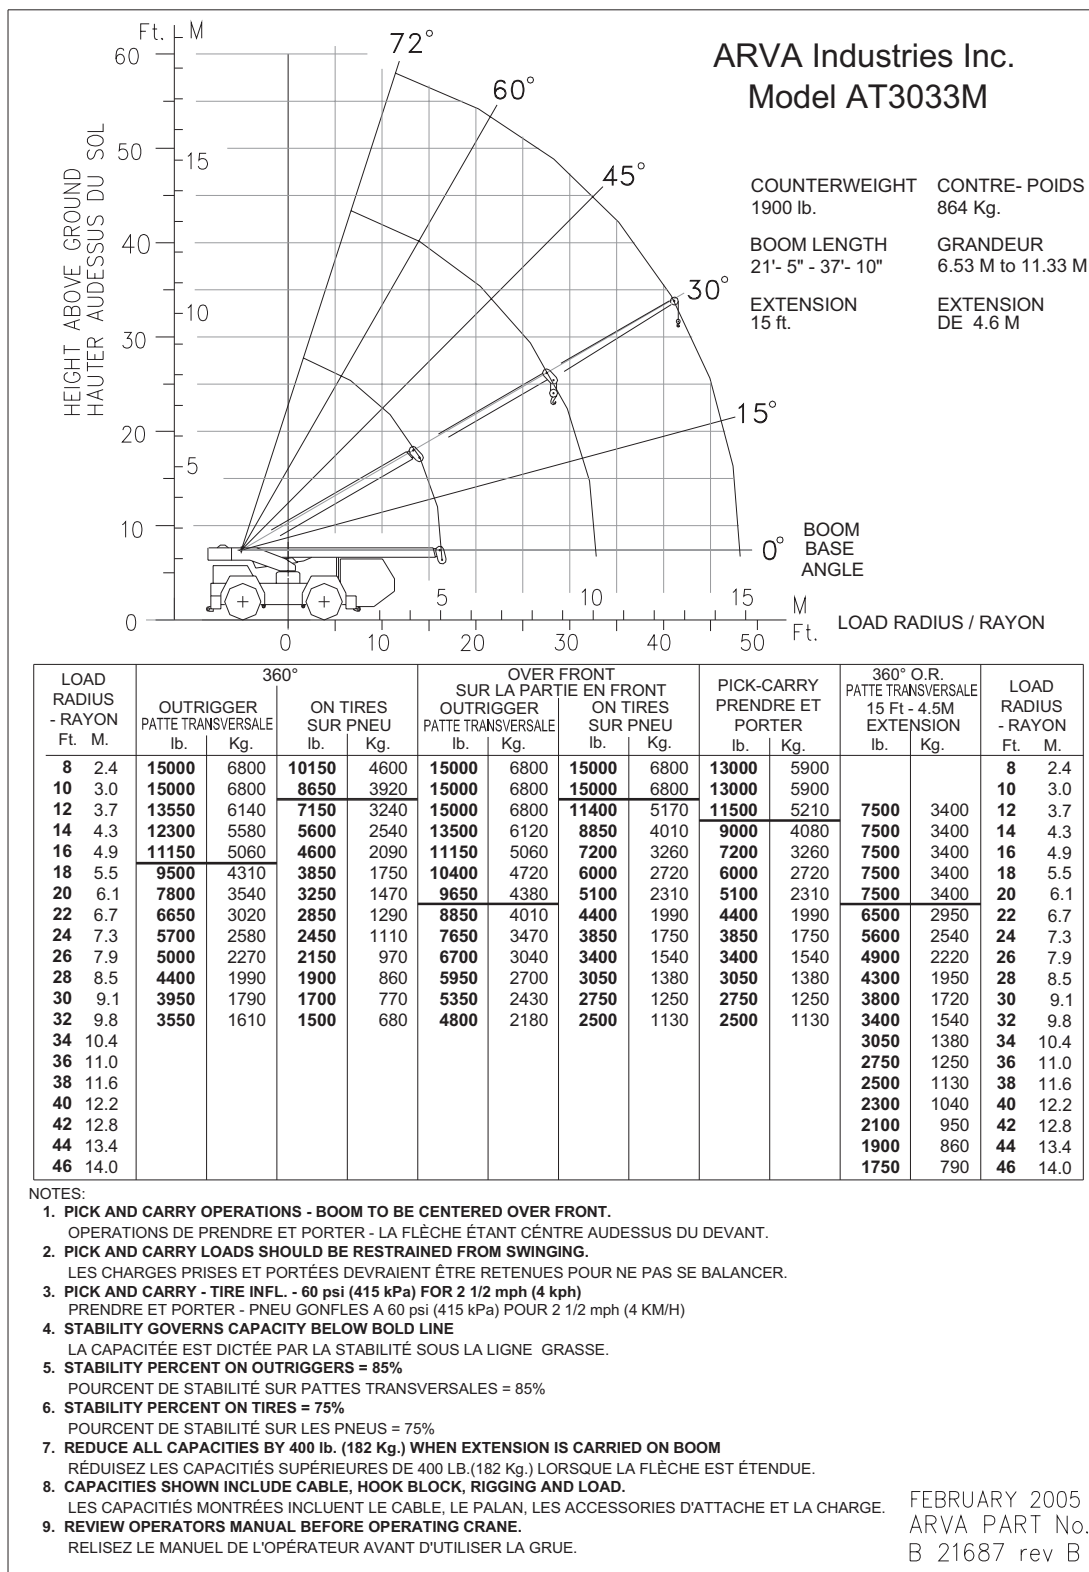 Ft. M
60
50
40
30
20
10
0
15
10
5
HEIGHT ABOVE GROUND
HAUTER AUDESSUS DU SOL
72°
60°
45°
30°
15°
0°
BOOM
BASE
ANGLE
5 10 15 M
0 10 20 30 40 50 Ft.
LOAD RADIUS / RAYON
ARVA Industries Inc.
Model AT3033M
COUNTERWEIGHT CONTRE- POIDS
1900 lb. 864 Kg.
BOOM LENGTH GRANDEUR
21'- 5" - 37'- 10" 6.53 M to 11.33 M
EXTENSION EXTENSION
15 ft. DE 4.6 M
LOAD
RADIUS
- RAYON
Ft. M.
360°
OUTRIGGER
PATTE TRANSVERSALE
lb. Kg.
ON TIRES
SUR PNEU
lb. Kg.
OVER FRONT
SUR LA PARTIE EN FRONT
OUTRIGGER
PATTE TRANSVERSALE
lb. Kg.
ON TIRES
SUR PNEU
lb. Kg.
PICK-CARRY
PRENDRE ET
PORTER
lb. Kg.
360° O.R.
PATTE TRANSVERSALE
15 Ft - 4.5M
EXTENTION
lb. Kg.
LOAD
RADIUS
- RAYON
Ft. M.
8 2.4 15000 6800 10150 4600 15000 6800 15000 6800 13000 5900 8 2.4
10 3.0 15000 6800 8650 3920 15000 6800 15000 6800 13000 5900 10 3.0
12 3.7 13550 6140 7150 3240 15000 6800 11400 5170 11500 5210 7500 3400 12 3.7
14 4.3 12300 5580 5600 2540 13500 6120 8850 4010 9000 4080 7500 3400 14 4.3
16 4.9 11150 5060 4600 2090 11150 5060 7200 3260 7200 3260 7500 3400 16 4.9
18 5.5 9500 4310 3850 1750 10400 4720 6000 2720 6000 2720 7500 3400 18 5.5
20 6.1 7800 3540 3250 1470 9650 4380 5100 2310 5100 2310 7500 3400 20 6.1
22 6.7 6650 3020 2850 1290 8850 4010 4400 1990 4400 1990 6500 2950 22 6.7
24 7.3 5700 2580 2450 1110 7650 3470 3850 1750 3850 1750 5600 2540 24 7.3
26 7.9 5000 2270 2150 970 6700 3040 3400 1540 3400 1540 4900 2220 26 7.9
28 8.5 4400 1990 1900 860 5950 2700 3050 1380 3050 1380 4300 1950 28 8.5
30 9.1 3950 1790 1700 770 5350 2430 2750 1250 2750 1250 3800 1720 30 9.1
32 9.8 3550 1610 1500 680 4800 2180 2500 1130 2500 1130 3400 1540 32 9.8
34 10.4 3050 1380 34 10.4
36 11.0 2750 1250 36 11.0
38 11.6 2500 1130 38 11.6
40 12.2 2300 1040 40 12.2
42 12.8 2100 950 42 12.8
44 13.4 1900 860 44 13.4
46 14.0 1750 790 46 14.0
NOTES:
1. PICK AND CARRY OPERATIONS - BOOM TO BE CENTERED OVER FRONT.
OPERATIONS DE PRENDRE ET PORTER - LA FLÈCHE ÉTANT CÉNTRE AUDESSUS DU DEVANT.
2. PICK AND CARRY LOADS SHOULD BE RESTRAINED FROM SWINGING.
LES CHARGES PRISES ET PORTÉES DEVRAIENT ÊTRE RETENUES POUR NE PAS SE BALANCER.
3. PICK AND CARRY - TIRE INFL. - 60 psi (415 kPa) FOR 2 1/2 mph (4 kph)
PRENDRE ET PORTER - PNEU GONFLES A 60 psi (415 kPa) POUR 2 1/2 mph (4 KM/H)
4. STABILITY GOVERNS CAPACITY BELOW BOLD LINE
LA CAPACITÉE EST DICTÉE PAR LA STABILITÉ SOUS LA LIGNE GRASSE.
5. STABILITY PERCENT ON OUTRIGGERS = 85%
POURCENT DE STABILITÉ SUR PATTES TRANSVERSALES = 85%
6. STABILITY PERCENT ON TIRES = 75%
POURCENT DE STABILITÉ SUR LES PNEUS = 75%
7. REDUCE ALL CAPACITIES BY 400 lb. (182 Kg.) WHEN EXTENSION IS CARRIED ON BOOM
RÉDUISEZ LES CAPACITIÉS SUPÉRIEURES DE 400 LB.(182 Kg.) LORSQUE LA FLÈCHE EST ÉTENDUE.
8. CAPACITIES SHOWN INCLUDE CABLE, HOOK BLOCK, RIGGING AND LOAD.
LES CAPACITIÉS MONTRÉES INCLUENT LE CABLE, LE PALAN, LES ACCESSORIES D'ATTACHE ET LA CHARGE.
9. REVIEW OPERATORS MANUAL BEFORE OPERATING CRANE.
RELISEZ LE MANUEL DE L'OPÉRATEUR AVANT D'UTILISER LA GRUE.
FEBRUARY 2005
ARVA PART No.
B 21687 rev B